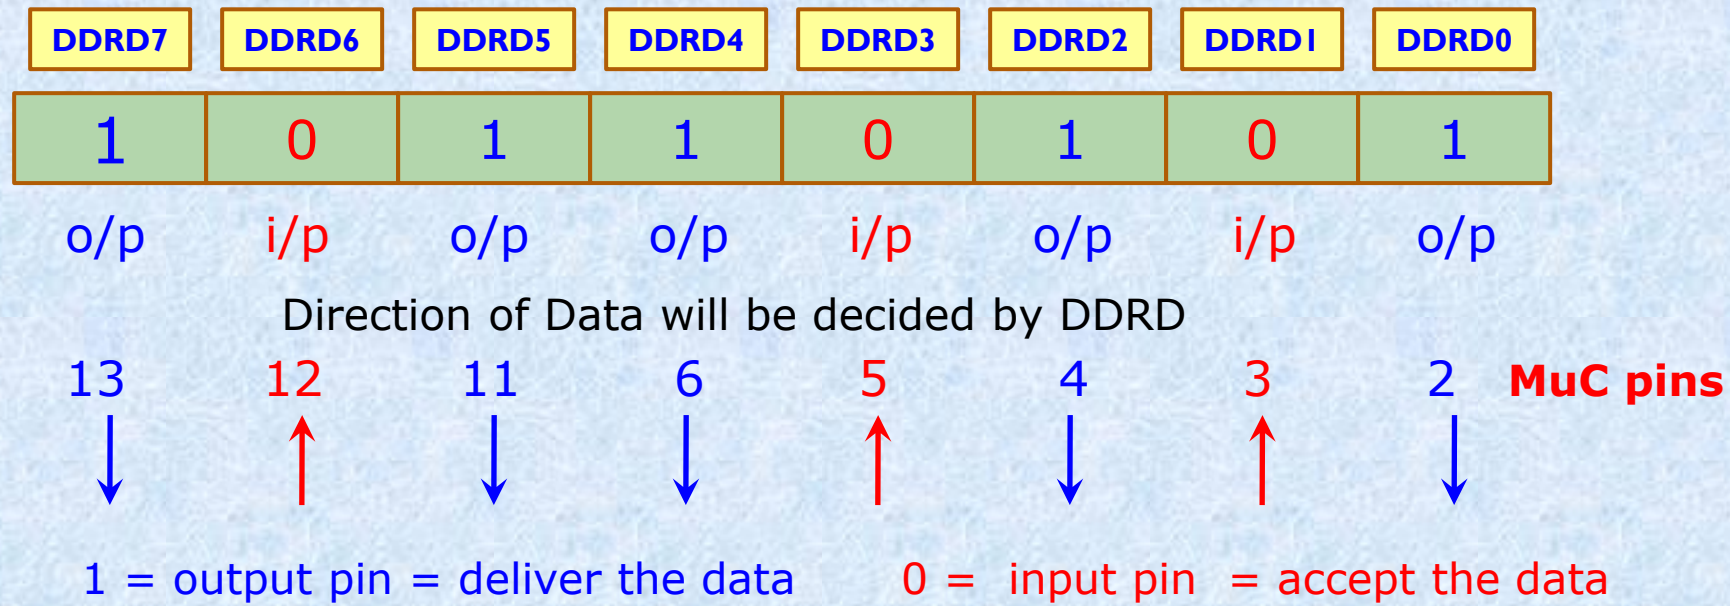 DDRD7 DDRD6 DDRD5 DDRD4 DDRD3 DDRD2 DDRD1 DDRD0
1 0 1 1 0 1 0 1
o/p i/p o/p o/p i/p o/p i/p o/p
Direction of Data will be decided by DDRD
13 12 11 6 5 4 3 2 MuC pins
1 = output pin = deliver the data 0 = input pin = accept the data